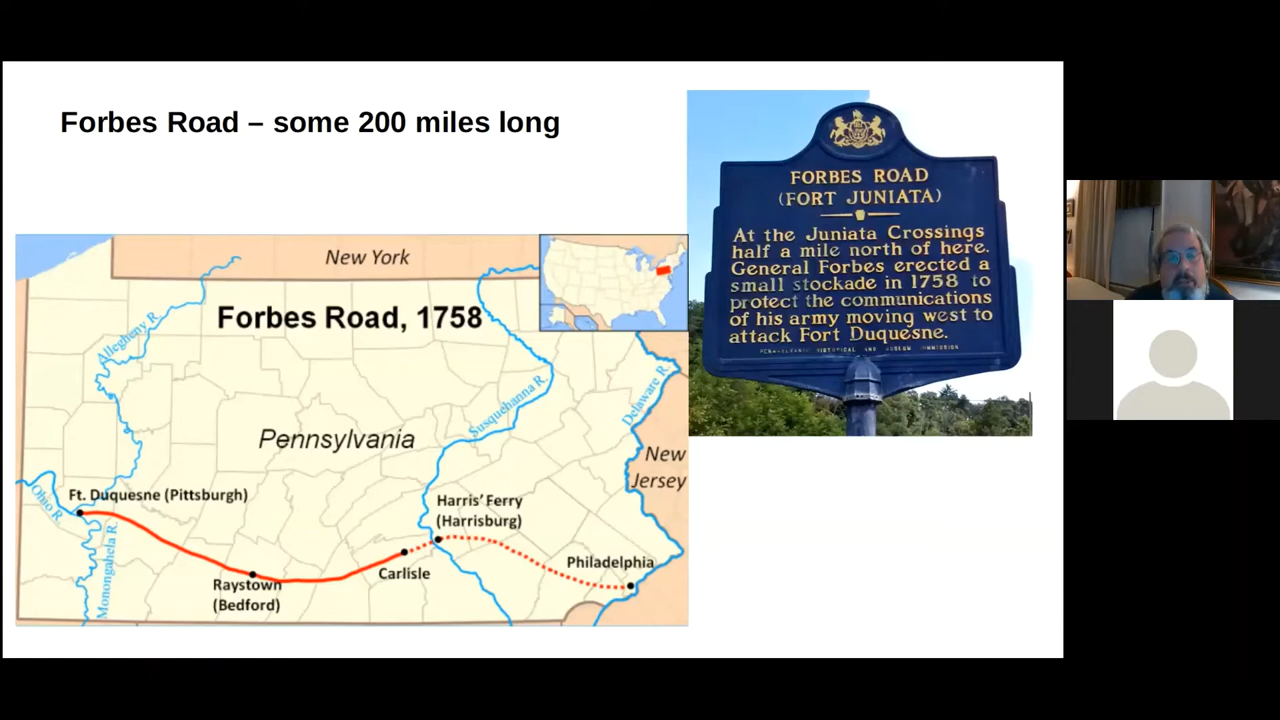 Forbes Road – some 200 miles long
FORBES ROAD
(FORT JUNIATA)
At the Juniata Crossings
half a mile north of here.
General Forbes erected a
small stockade in 1758 to
protect the communications
of his army moving west to
attack Fort Duquesne.
PENNSYLVANIA HISTORICAL AND MUSEUM COMMISSION
New York
Forbes Road, 1758
Allegheny R.
Susquehanna R.
Delaware R.
Pennsylvania
New
Jersey
Ohio R.
Ft. Duquesne (Pittsburgh)
Monongahela R.
Harris' Ferry
(Harrisburg)
Philadelphia
Carlisle
Raystown
(Bedford)